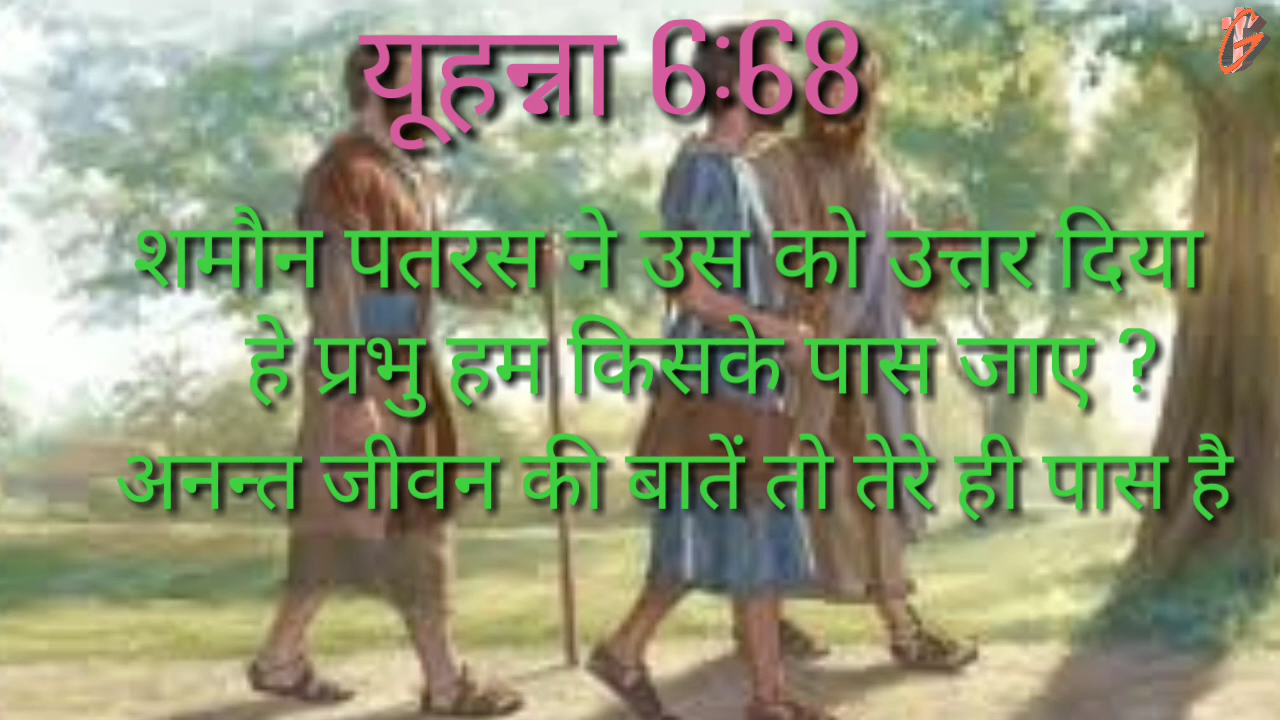 यूहन्ना 6:68
शमौन पतरस ने उस को उत्तर दिया
हे प्रभु हम किसके पास जाए ?
अनन्त जीवन की बातें तो तेरे ही पास है